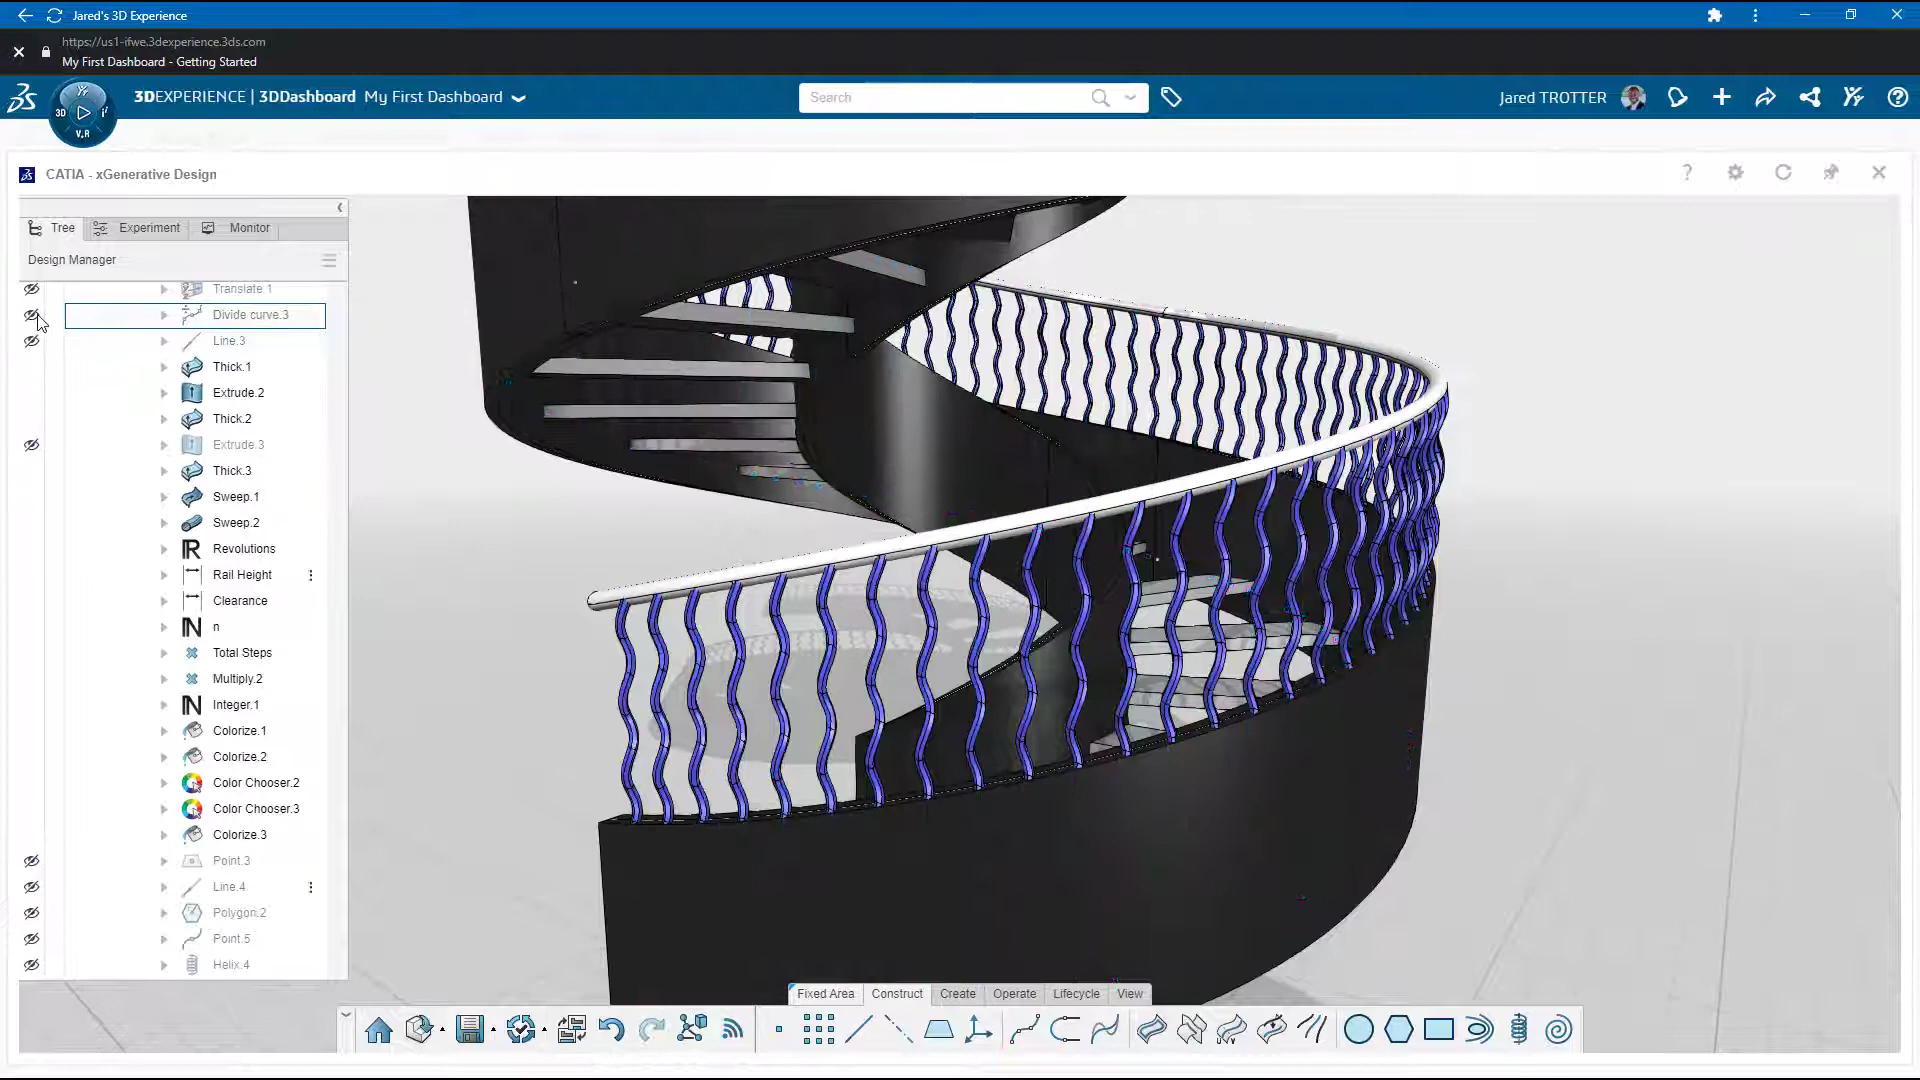 Jared's 3D Experience
https://us1-ifwe.3dexperience.3ds.com
My First Dashboard - Getting Started
3DEXPERIENCE | 3DDashboard My First Dashboard
Search
Jared TROTTER
3D
V.R
CATIA - xGenerative Design
Tree
Experiment
Monitor
Design Manager
Translate.1
Divide curve.3
Line.3
Thick.1
Extrude.2
Thick.2
Extrude.3
Thick.3
Sweep.1
Sweep.2
Revolutions
Rail Height
Clearance
n
Total Steps
Multiply.2
Integer.1
Colorize.1
Colorize.2
Color Chooser.2
Color Chooser.3
Colorize.3
Point.3
Line.4
Polygon.2
Point.5
Helix.4
Fixed Area
Construct
Create
Operate
Lifecycle
View